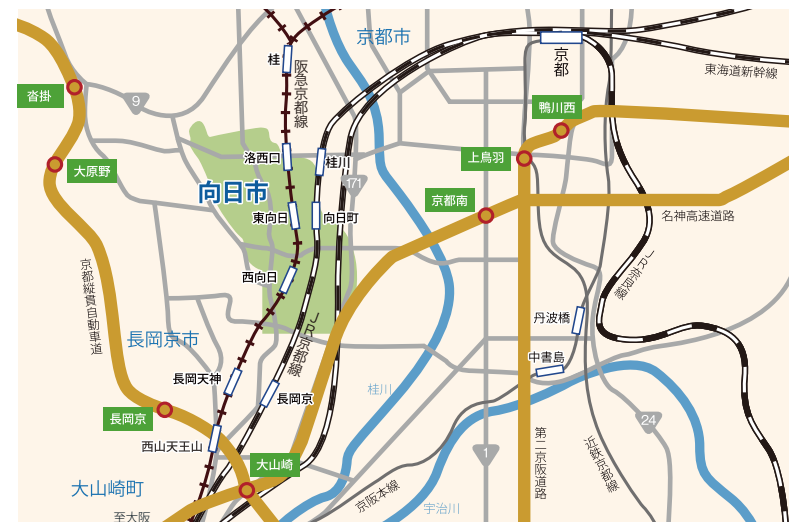 京都市
桂
阪急京都線
京都
東海道新幹線
沓掛
9
鴨川西
大原野
洛西口
桂川
上鳥羽
171
向日市
京都南
東向日
向日町
名神高速道路
西向日
京都縦貫自動車道
JR奈良線
JR京都線
丹波橋
長岡京市
中書島
長岡天神
桂川
長岡京
長岡京
24
西山天王山
第二京阪道路
近鉄京都線
1
大山崎
大山崎町
京阪本線
宇治川
至大阪